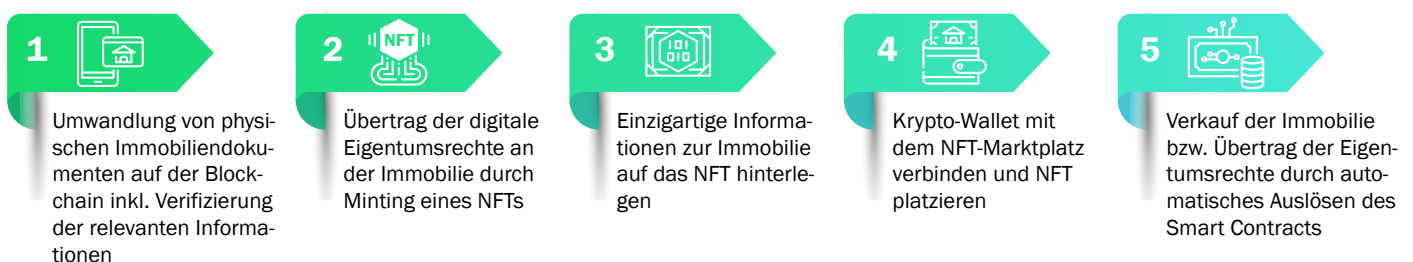 1
Umwandlung von physi-
schen Immobiliendoku-
menten auf der Block-
chain inkl. Verifizierung
der relevanten Informa-
tionen
2
NFT
Übertrag der digitale
Eigentumsrechte an
der Immobilie durch
Minting eines NFTs
3
101
010
Einzigartige Informa-
tionen zur Immobilie
auf das NFT hinterle-
gen
4
Krypto-Wallet mit
dem NFT-Marktplatz
verbinden und NFT
platzieren
5
Verkauf der Immobilie
bzw. Übertrag der Eigen-
tumsrechte durch auto-
matisches Auslösen des
Smart Contracts